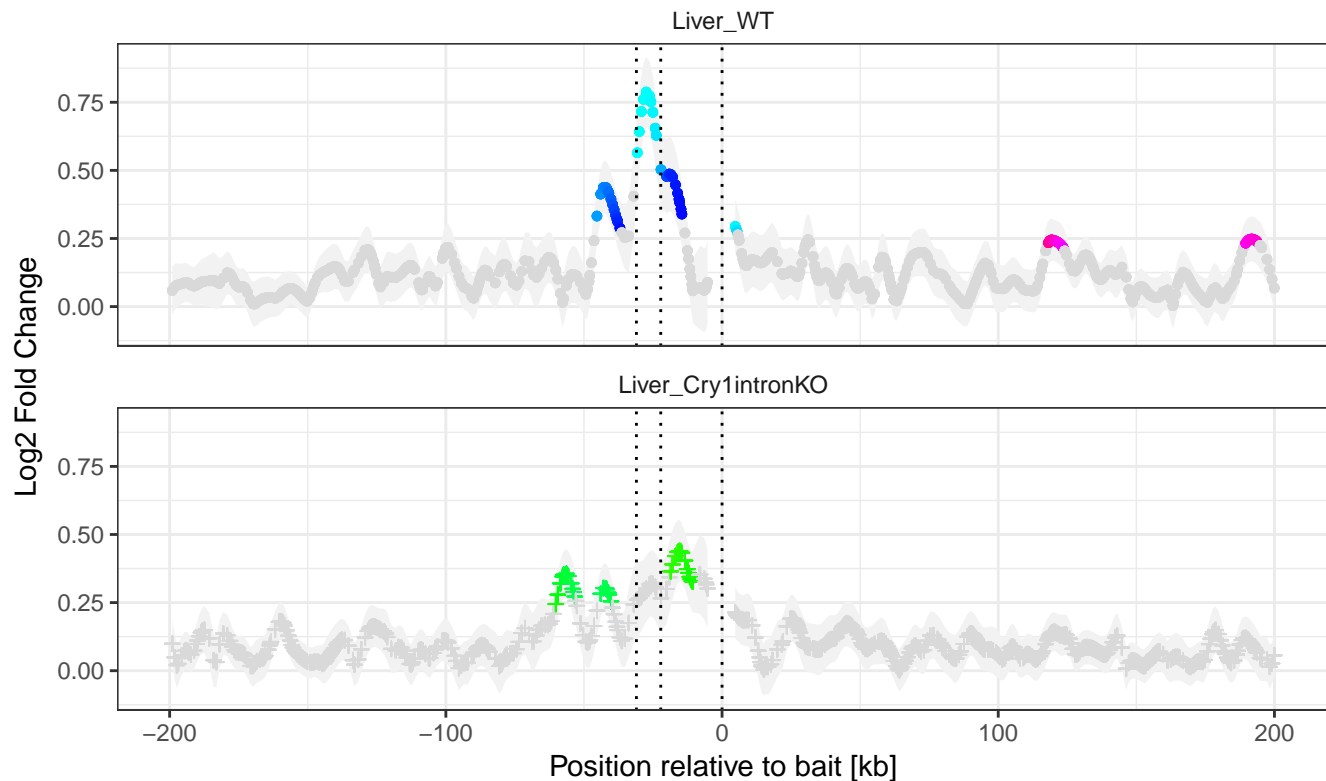 Liver_WT
0.75
0.50
0.25
0.00
Log2 Fold Change
Liver_Cry1intronKO
0.75
0.50
0.25
0.00
−200 −100 0 100 200
Position relative to bait [kb]